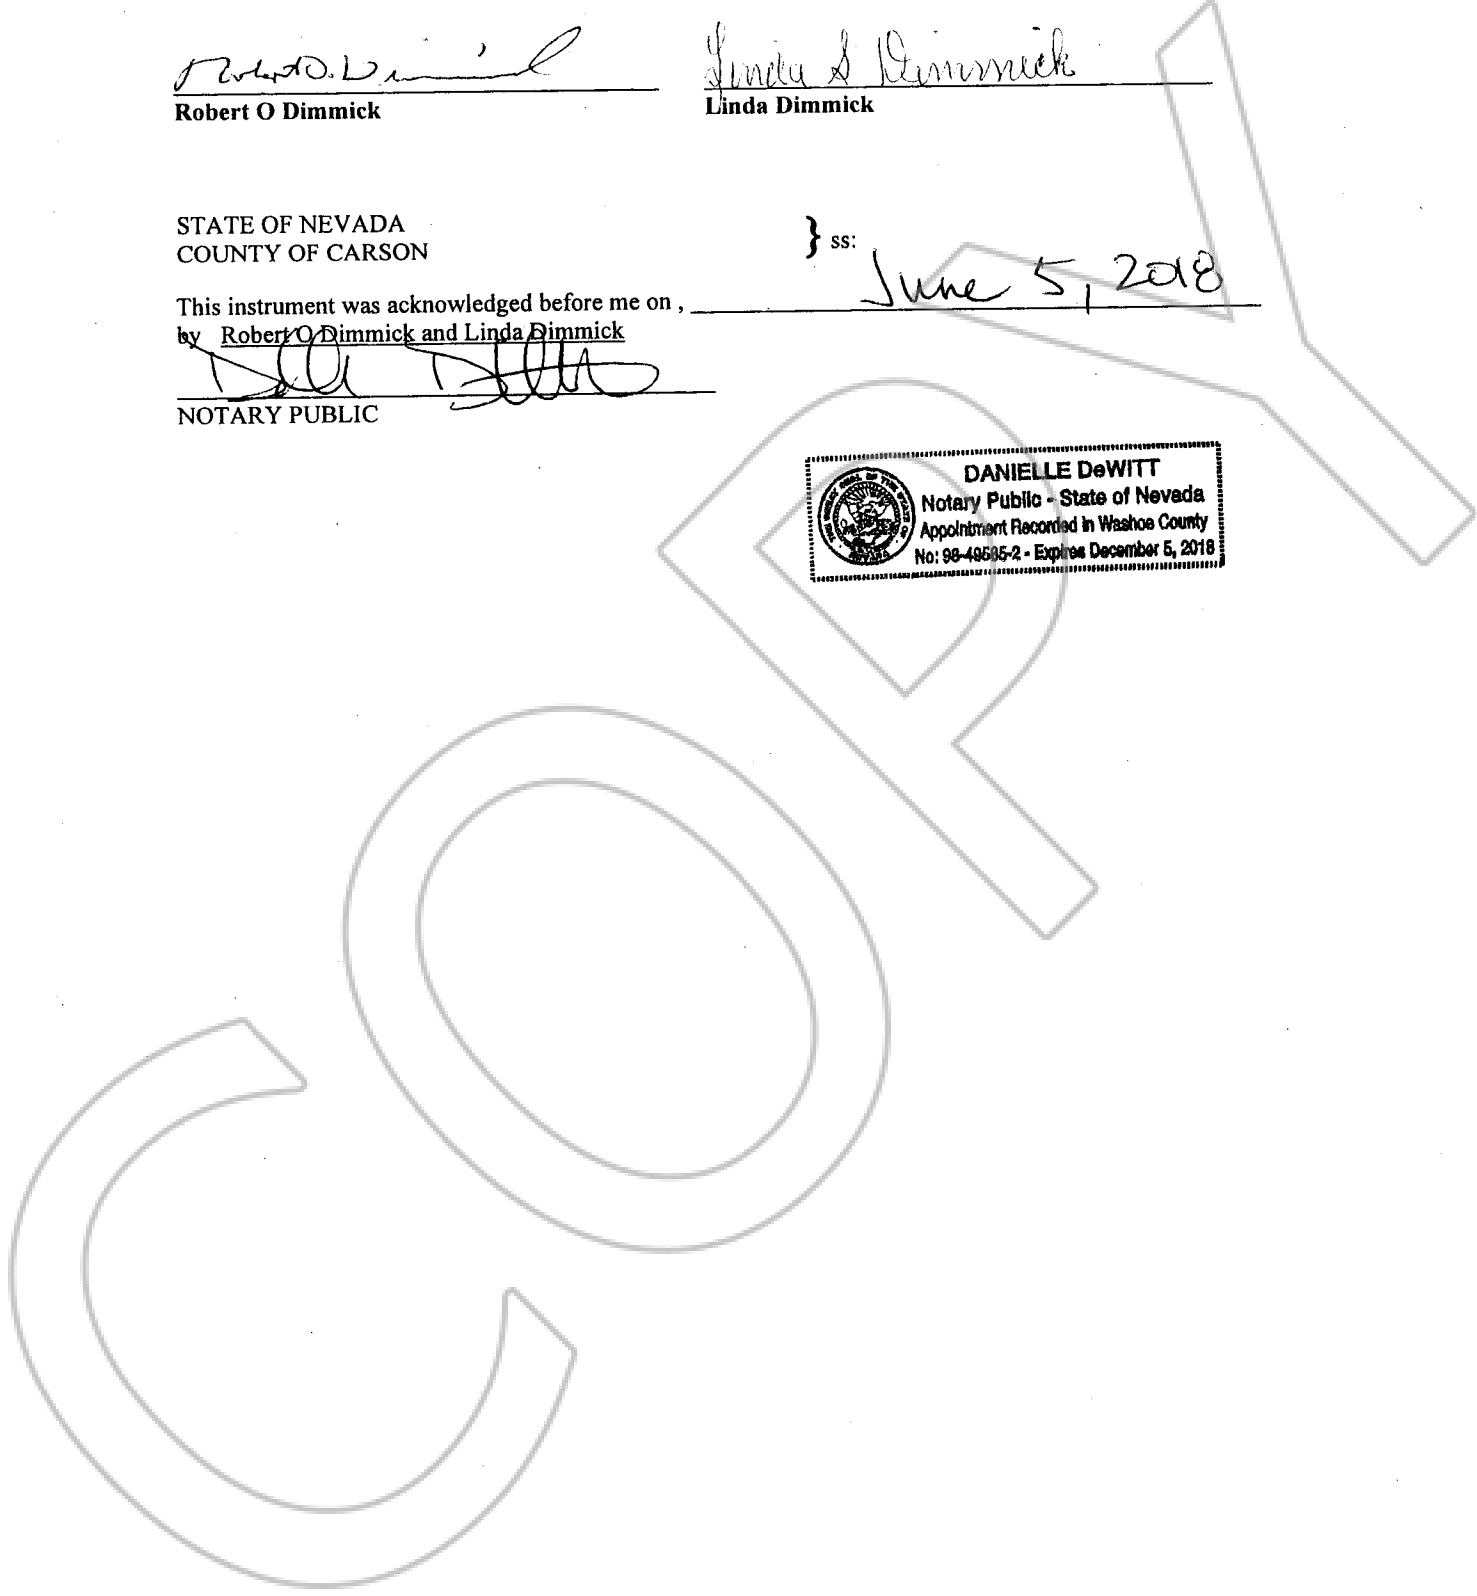 Robert O. Dimmick Linda S Dimmick
Robert O Dimmick Linda Dimmick
STATE OF NEVADA
COUNTY OF CARSON
} ss:
This instrument was acknowledged before me on , June 5, 2018
by Robert O Dimmick and Linda Dimmick
NOTARY PUBLIC
DANIELLE DeWITT
Notary Public - State of Nevada
Appointment Recorded in Washoe County
No: 98-49585-2 - Expires December 5, 2018
COPY